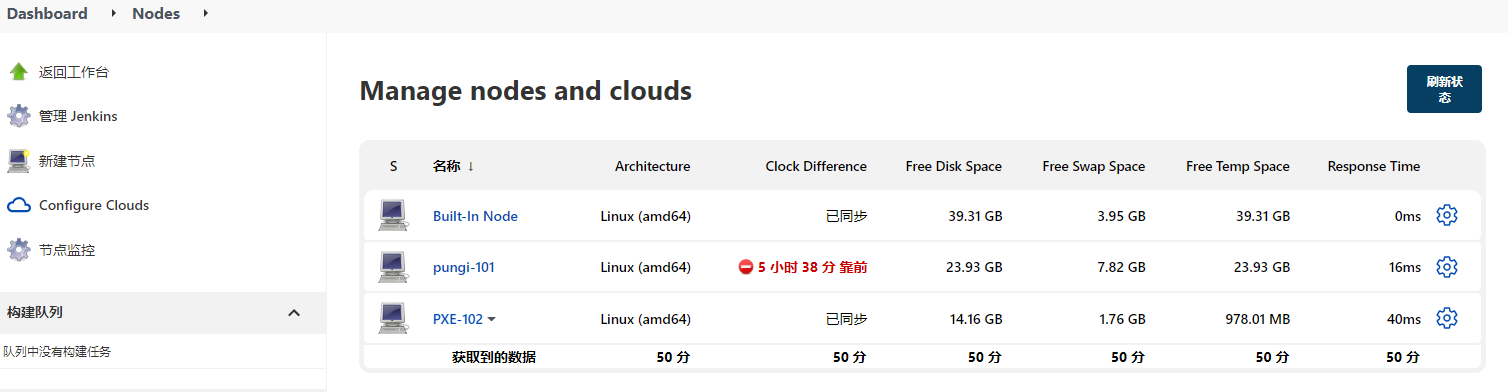 Dashboard
Nodes
返回工作台
管理 Jenkins
新建节点
Configure Clouds
节点监控
构建队列
队列中没有构建任务
Manage nodes and clouds
刷新状
态
S 名称 ↓ Architecture Clock Difference Free Disk Space Free Swap Space Free Temp Space Response Time
Built-In Node Linux (amd64) 已同步 39.31 GB 3.95 GB 39.31 GB 0ms
pungi-101 Linux (amd64) 5 小时 38 分 靠前 23.93 GB 7.82 GB 23.93 GB 16ms
PXE-102 Linux (amd64) 已同步 14.16 GB 1.76 GB 978.01 MB 40ms
获取到的数据 50 分 50 分 50 分 50 分 50 分 50 分